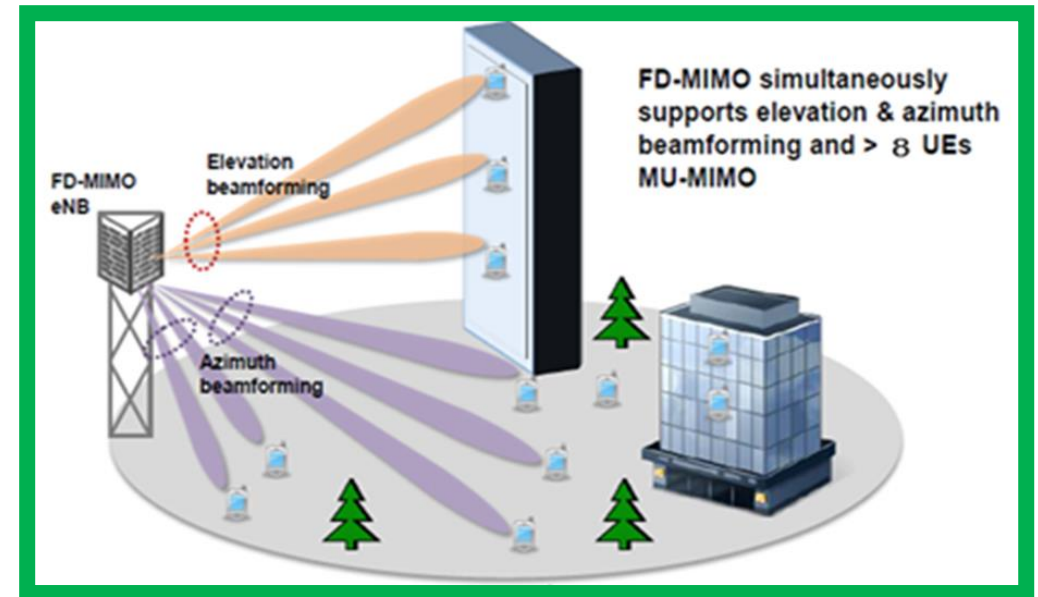 FD-MIMO simultaneously
supports elevation & azimuth
beamforming and > 8 UEs
MU-MIMO
Elevation
beamforming
FD-MIMO
eNB
Azimuth
beamforming